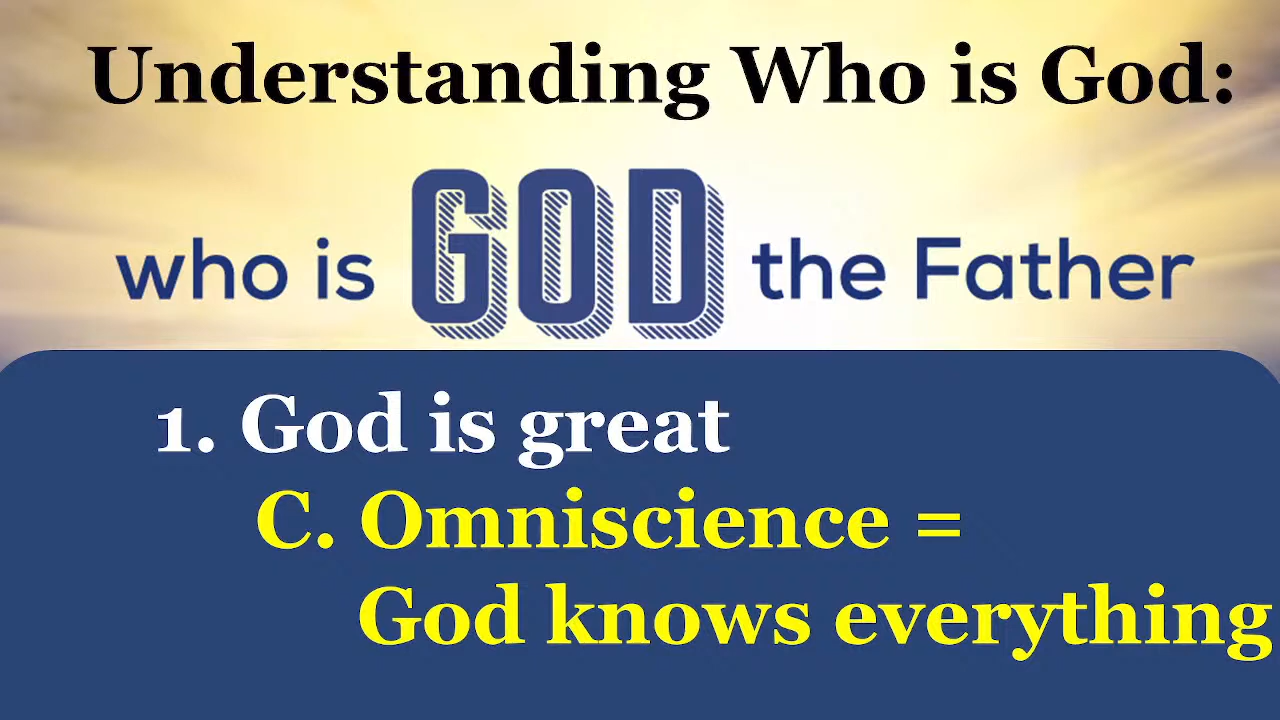 Understanding Who is God:
who is GOD the Father
1. God is great
C. Omniscience =
God knows everything